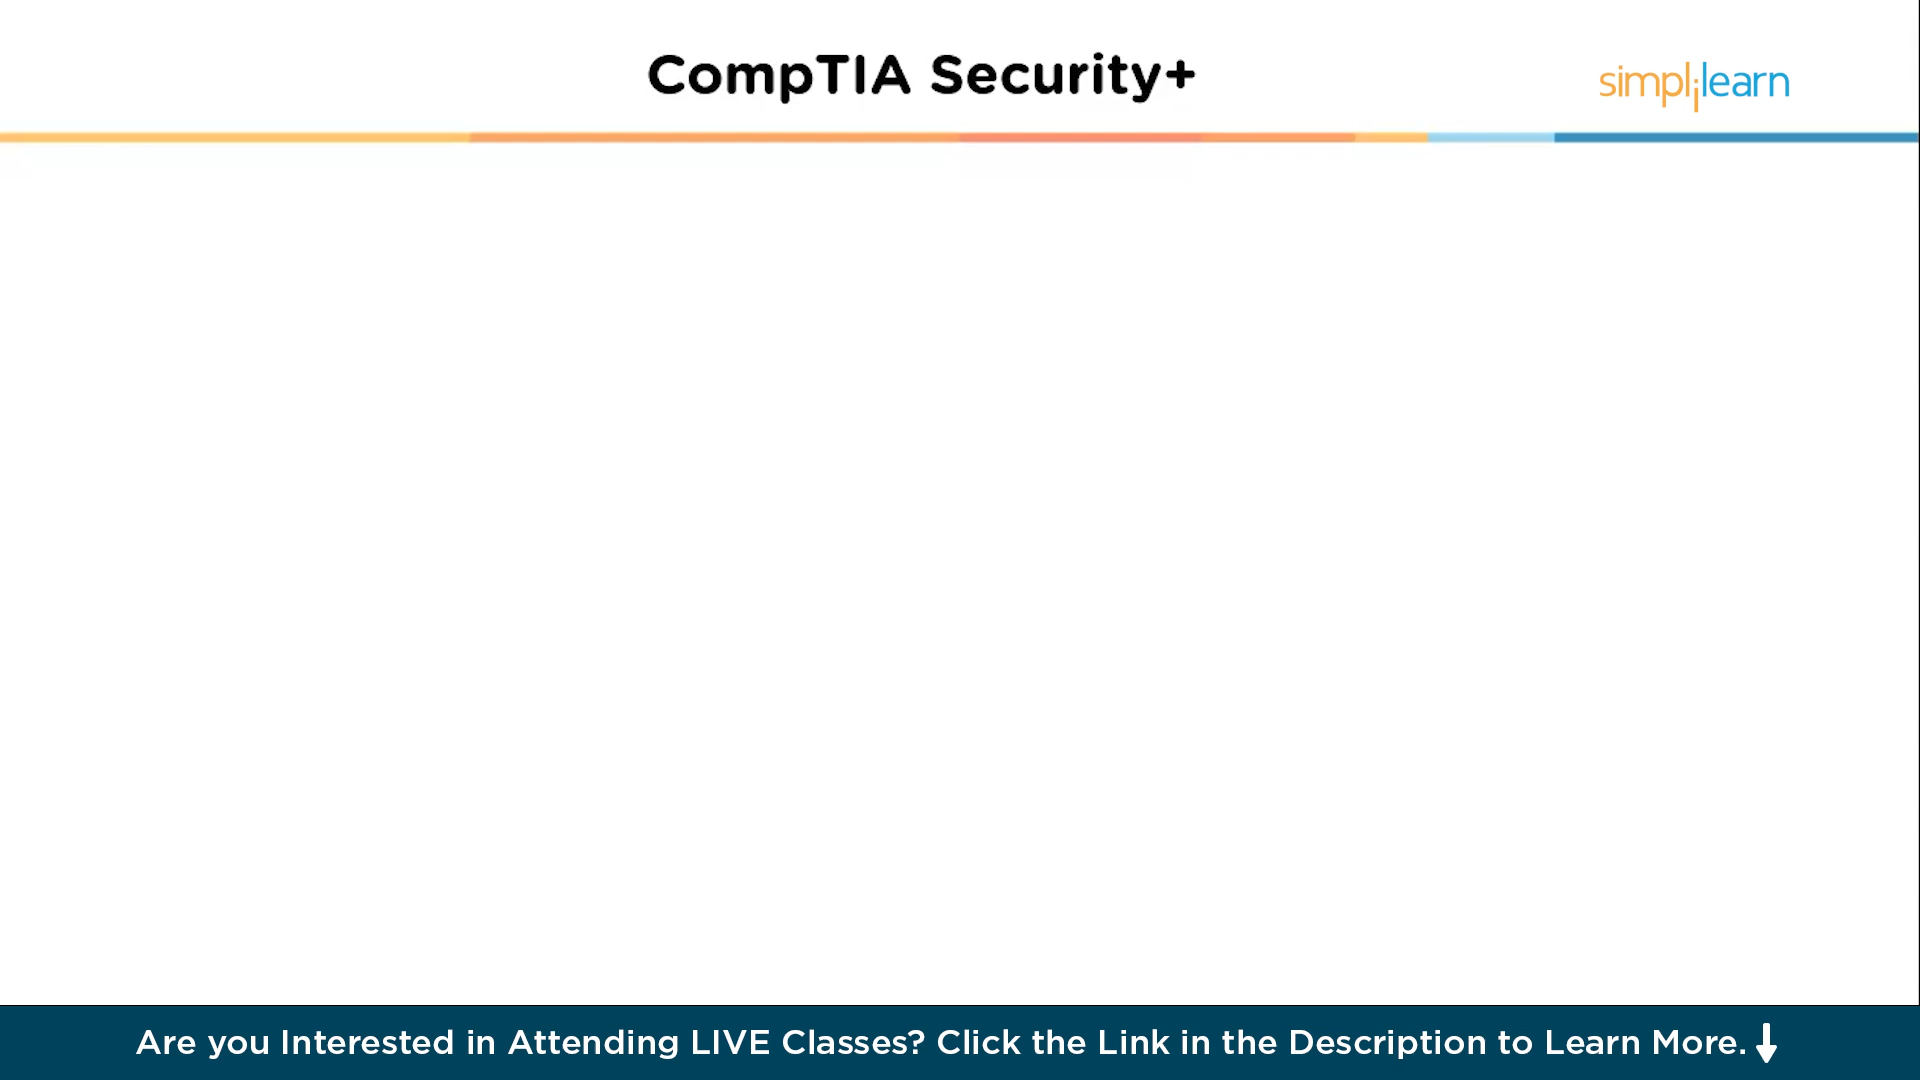 CompTIA Security+
simplilearn
Are you Interested in Attending LIVE Classes? Click the Link in the Description to Learn More.